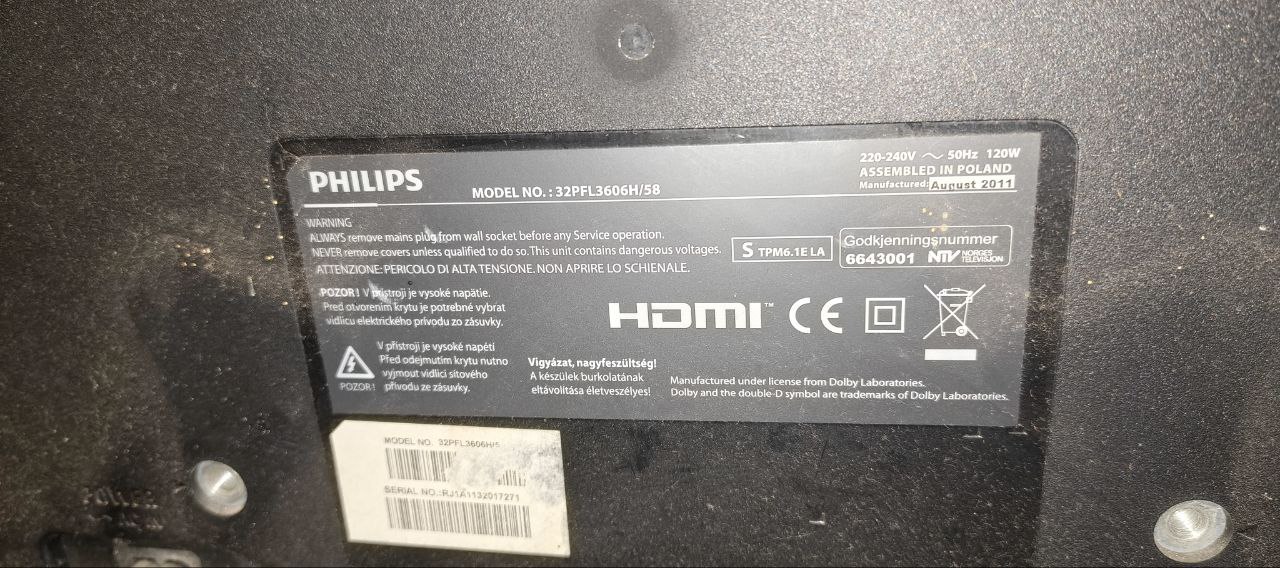 PHILIPS
MODEL NO. : 32PFL3606H/58
220-240V ~ 50Hz 120W
ASSEMBLED IN POLAND
Manufactured: August 2011
WARNING
ALWAYS remove mains plug from wall socket before any Service operation.
NEVER remove covers unless qualified to do so. This unit contains dangerous voltages.
ATTENZIONE: PERICOLO DI ALTA TENSIONE. NON APRIRE LO SCHIENALE.
S TPM6.1E LA
Godkjenningsnummer
6643001 NTV NORGES
TELEVISJON
POZOR! V prístroji je vysoké napätie.
Pred otvorením krytu je potrebné vybrat
vidlicu elektrického prívodu zo zásuvky.
HDMI™ CE
V přístroji je vysoké napětí
Před odejmutím krytu nutno
vyjmout vidlici síťového
přívodu ze zásuvky.
POZOR!
Vigyázat, nagyfeszültség!
A készülék burkolatának
eltávolítása életveszélyes!
Manufactured under license from Dolby Laboratories.
Dolby and the double-D symbol are trademarks of Dolby Laboratories.
MODEL NO. 32PFL3606H/5
SERIAL NO.:RJ1A1132017271
POWER